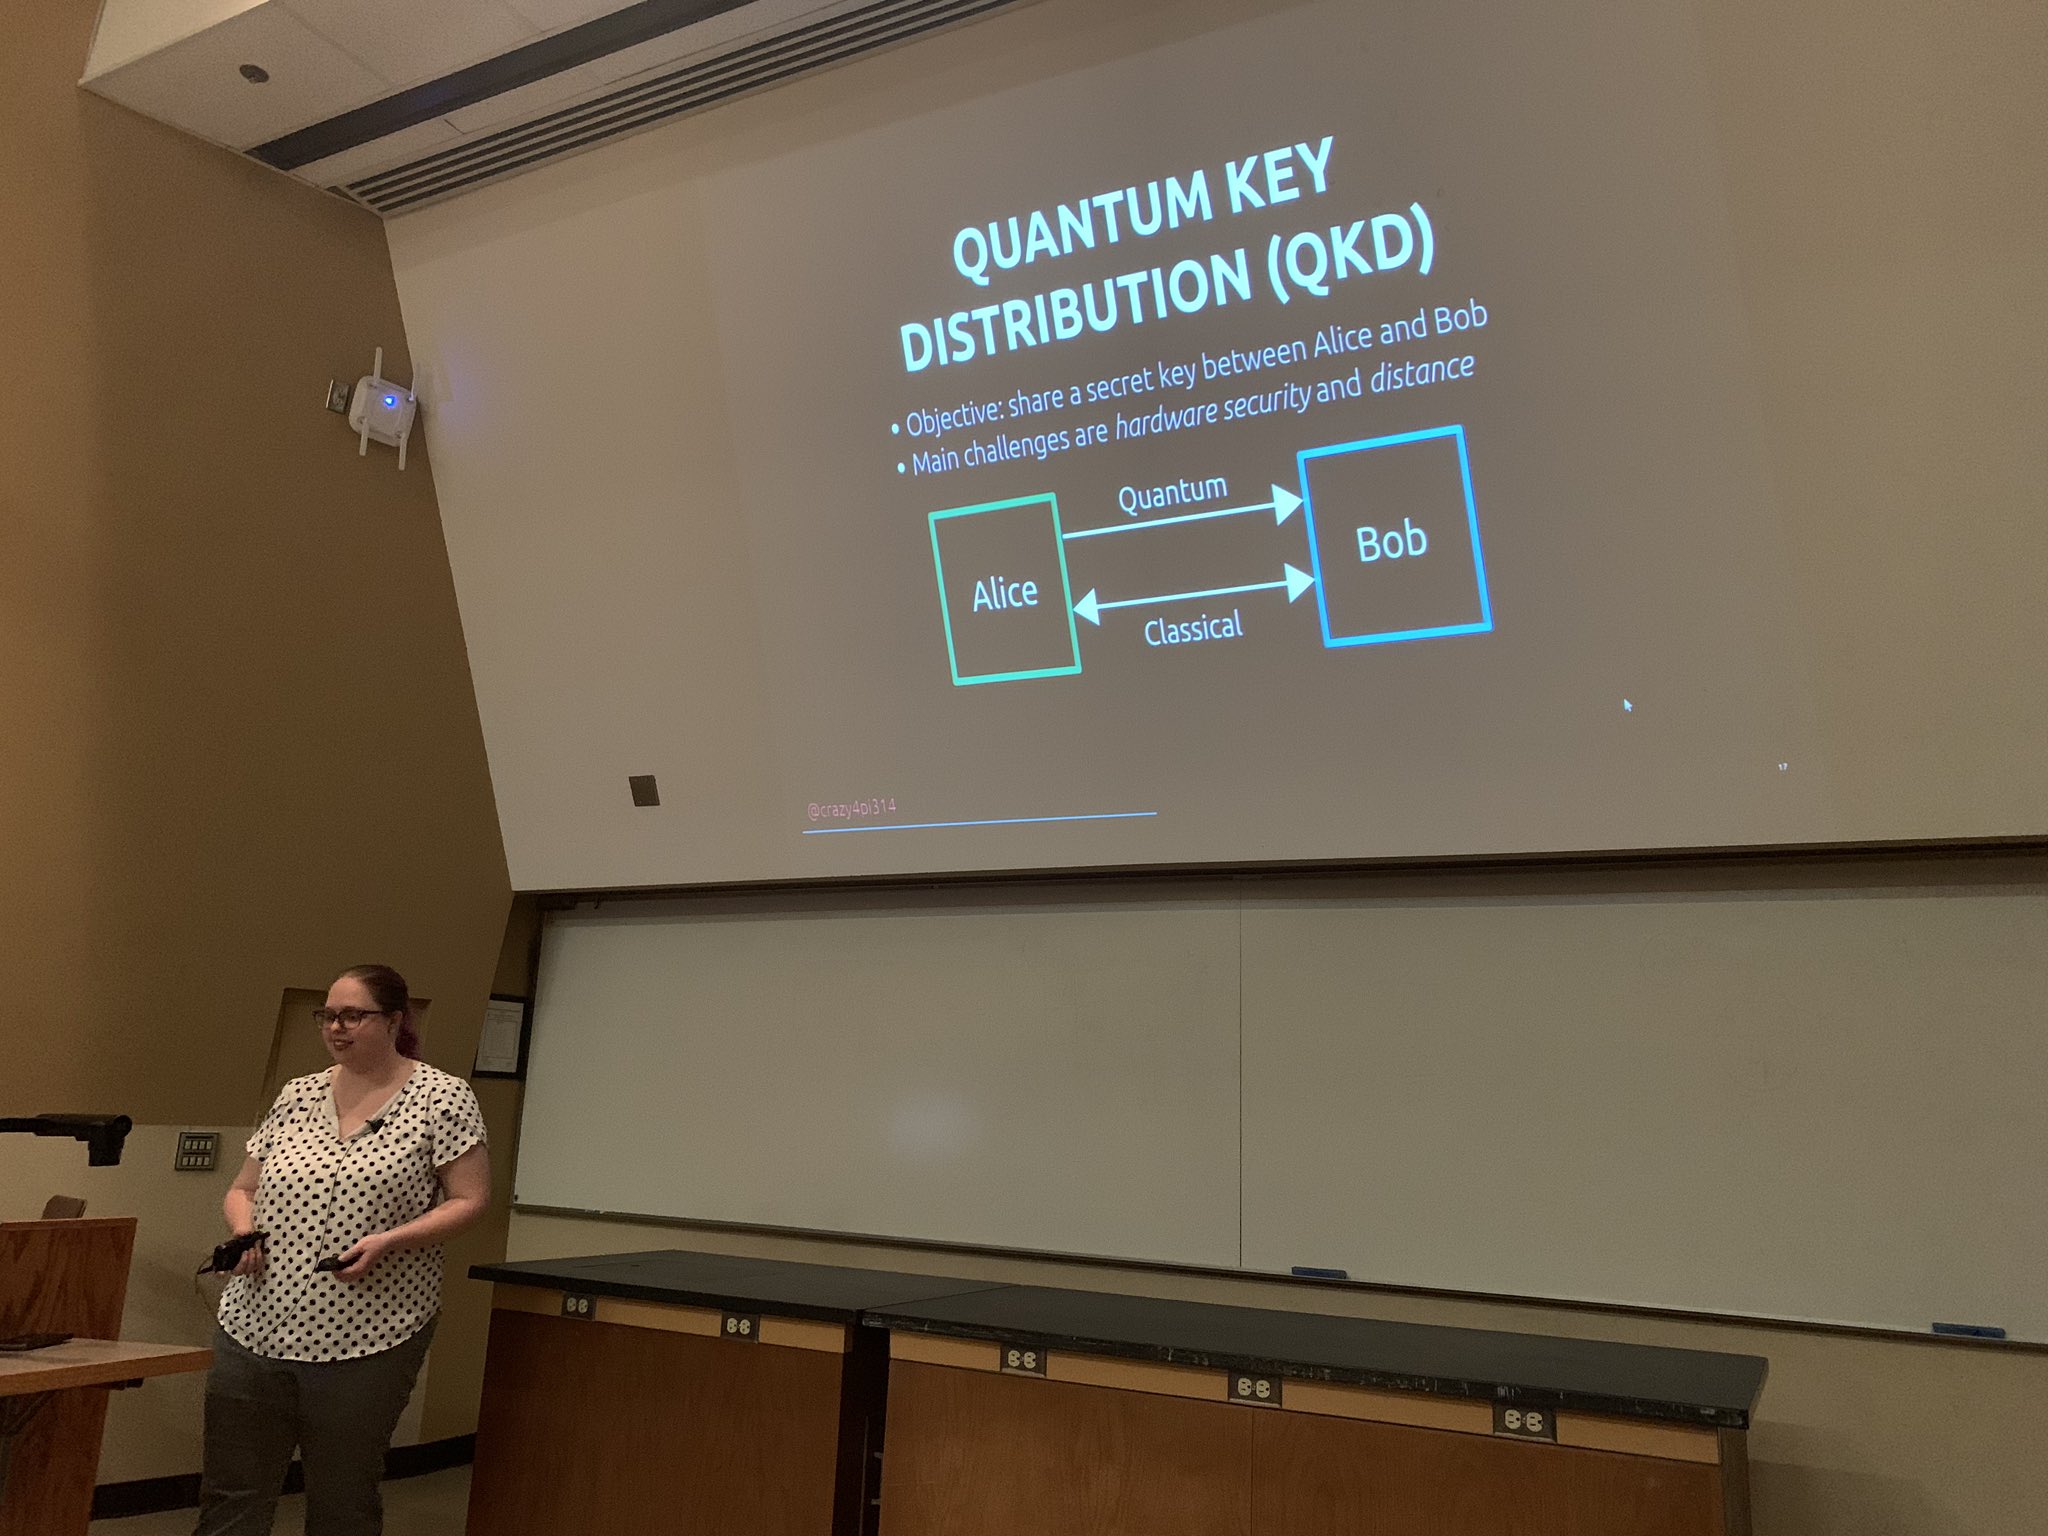 QUANTUM KEY
DISTRIBUTION (QKD)
• Objective: share a secret key between Alice and Bob
• Main challenges are hardware security and distance
Quantum
Alice
Bob
Classical
@crazy4pi314
17